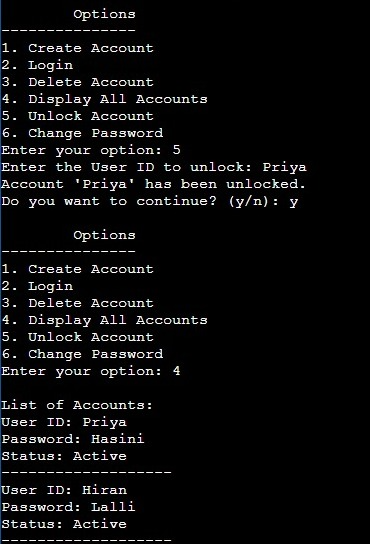 Options
---------------
1. Create Account
2. Login
3. Delete Account
4. Display All Accounts
5. Unlock Account
6. Change Password
Enter your option: 5
Enter the User ID to unlock: Priya
Account 'Priya' has been unlocked.
Do you want to continue? (y/n): y
Options
---------------
1. Create Account
2. Login
3. Delete Account
4. Display All Accounts
5. Unlock Account
6. Change Password
Enter your option: 4
List of Accounts:
User ID: Priya
Password: Hasini
Status: Active
-------------------
User ID: Hiran
Password: Lalli
Status: Active
-------------------